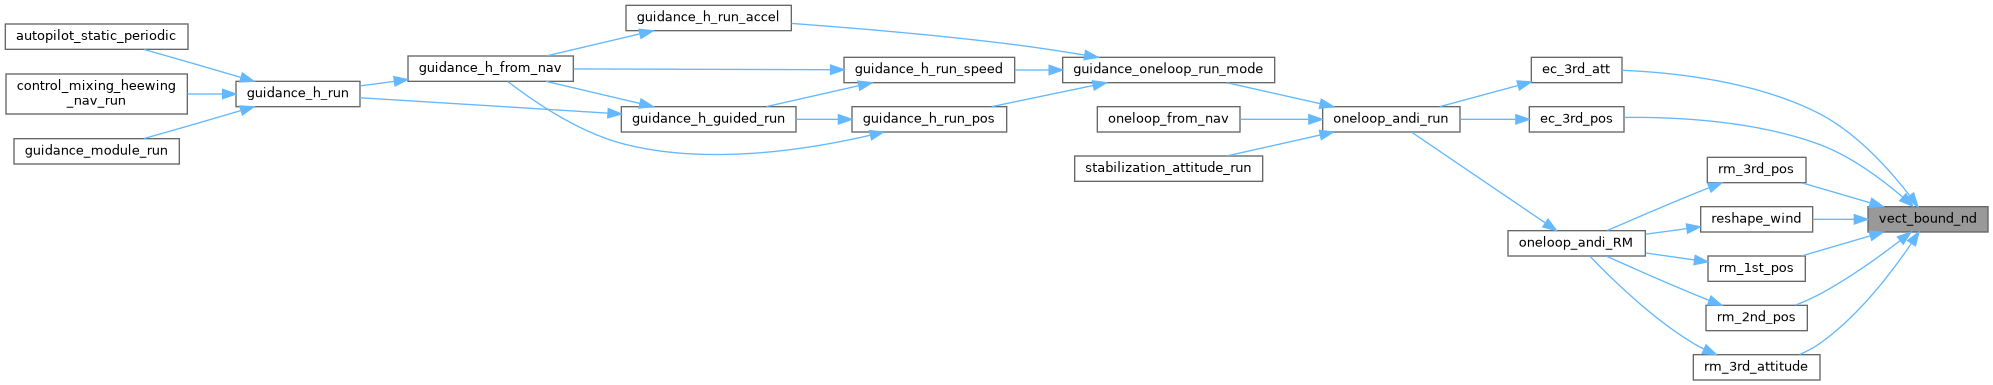 autopilot_static_periodic
control_mixing_heewing
_nav_run
guidance_module_run
guidance_h_run
guidance_h_from_nav
guidance_h_run_accel
guidance_h_guided_run
guidance_h_run_speed
guidance_h_run_pos
guidance_oneloop_run_mode
oneloop_from_nav
stabilization_attitude_run
oneloop_andi_run
ec_3rd_att
ec_3rd_pos
oneloop_andi_RM
rm_3rd_pos
reshape_wind
rm_1st_pos
rm_2nd_pos
rm_3rd_attitude
vect_bound_nd